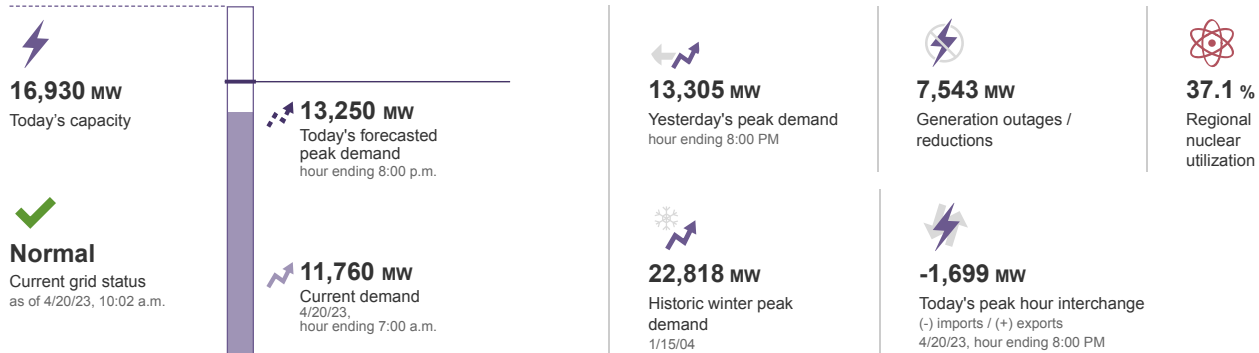 16,930 MW
Today's capacity
13,250 MW
Today's forecasted
peak demand
hour ending 8:00 p.m.
Normal
Current grid status
as of 4/20/23, 10:02 a.m.
11,760 MW
Current demand
4/20/23,
hour ending 7:00 a.m.
13,305 MW
Yesterday's peak demand
hour ending 8:00 PM
7,543 MW
Generation outages /
reductions
37.1 %
Regional
nuclear
utilization
22,818 MW
Historic winter peak
demand
1/15/04
-1,699 MW
Today's peak hour interchange
(-) imports / (+) exports
4/20/23, hour ending 8:00 PM